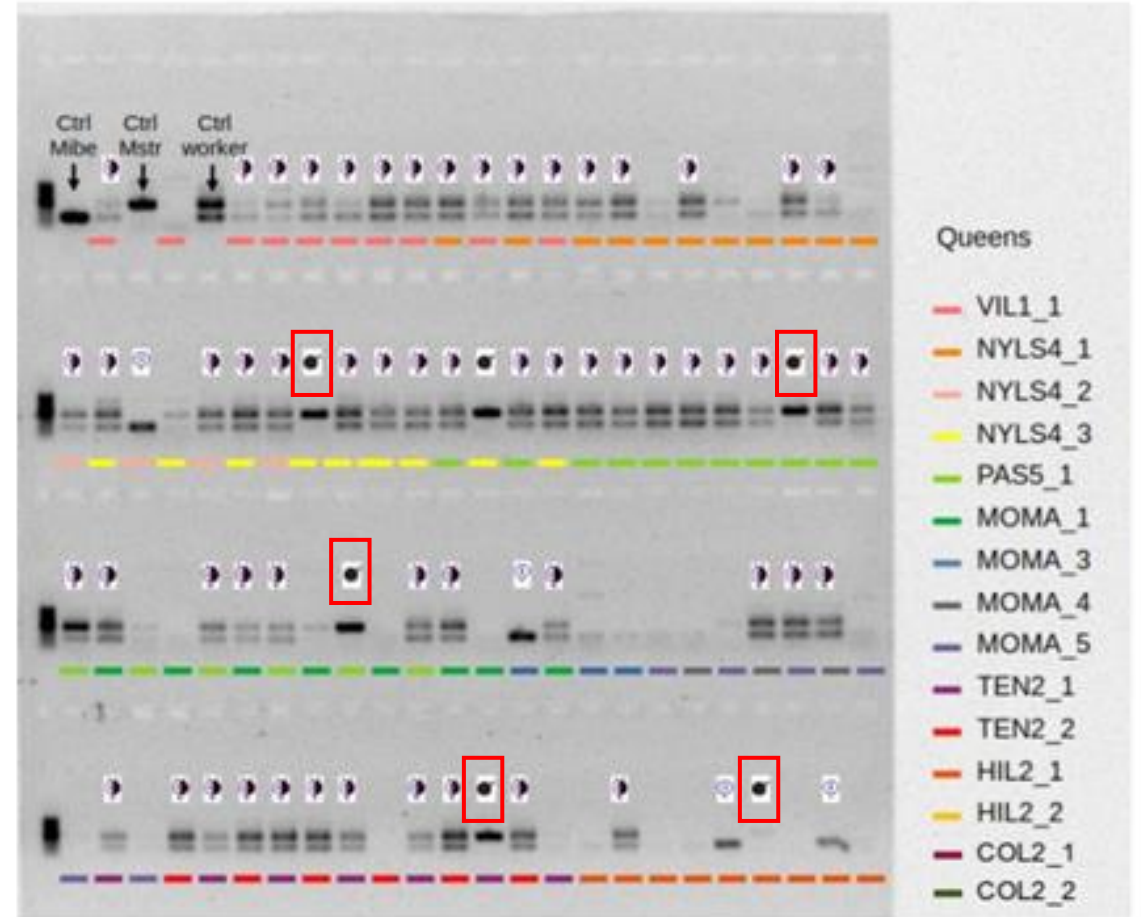 Ctrl Ctrl Ctrl
Mibe Mstr worker
Queens
VIL1_1
NYLS4_1
NYLS4_2
NYLS4_3
PAS5_1
MOMA_1
MOMA_3
MOMA_4
MOMA_5
TEN2_1
TEN2_2
HIL2_1
HIL2_2
COL2_1
COL2_2